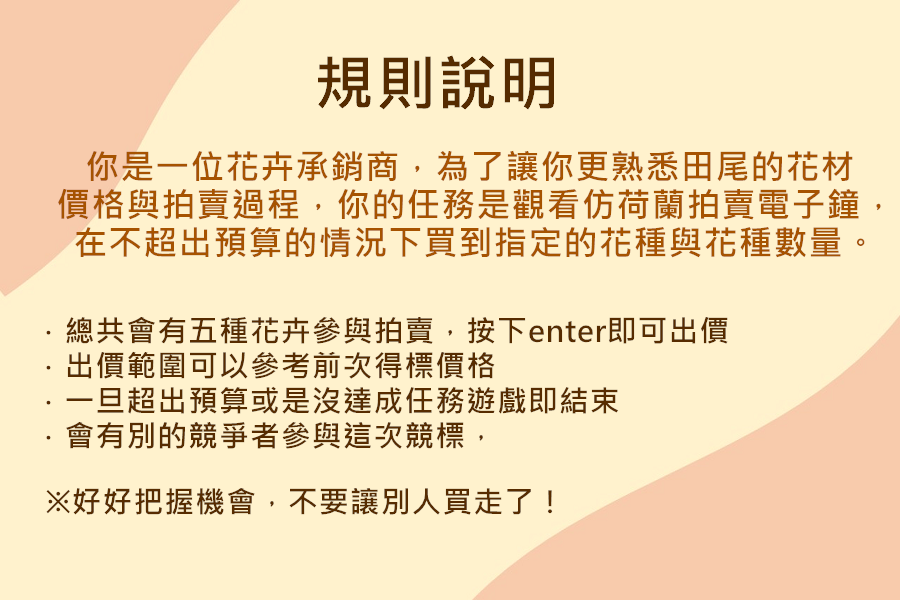 規則說明
你是一位花卉承銷商，為了讓你更熟悉田尾的花材
價格與拍賣過程，你的任務是觀看仿荷蘭拍賣電子鐘，
在不超出預算的情況下買到指定的花種與花種數量。
．總共會有五種花卉參與拍賣，按下enter即可出價
．出價範圍可以參考前次得標價格
．一旦超出預算或是沒達成任務遊戲即結束
．會有別的競爭者參與這次競標，
※好好把握機會，不要讓別人買走了！